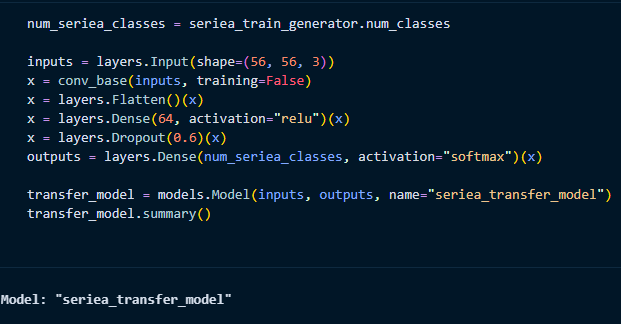 num_seriea_classes = seriea_train_generator.num_classes
inputs = layers.Input(shape=(56, 56, 3))
x = conv_base(inputs, training=False)
x = layers.Flatten()(x)
x = layers.Dense(64, activation="relu")(x)
x = layers.Dropout(0.6)(x)
outputs = layers.Dense(num_seriea_classes, activation="softmax")(x)
transfer_model = models.Model(inputs, outputs, name="seriea_transfer_model")
transfer_model.summary()
Model: "seriea_transfer_model"